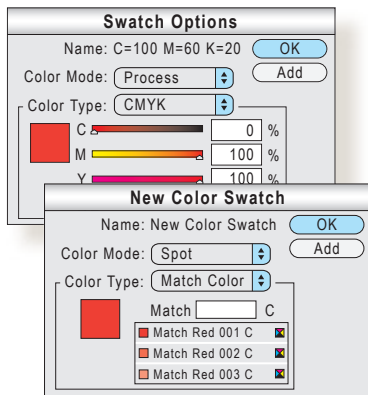 Swatch Options
Name: C=100 M=60 K=20 OK
Color Mode: Process Add
Color Type: CMYK
C 0 %
M 100 %
Y 100 %
New Color Swatch
Name: New Color Swatch OK
Color Mode: Spot Add
Color Type: Match Color
Match C
Match Red 001 C
Match Red 002 C
Match Red 003 C